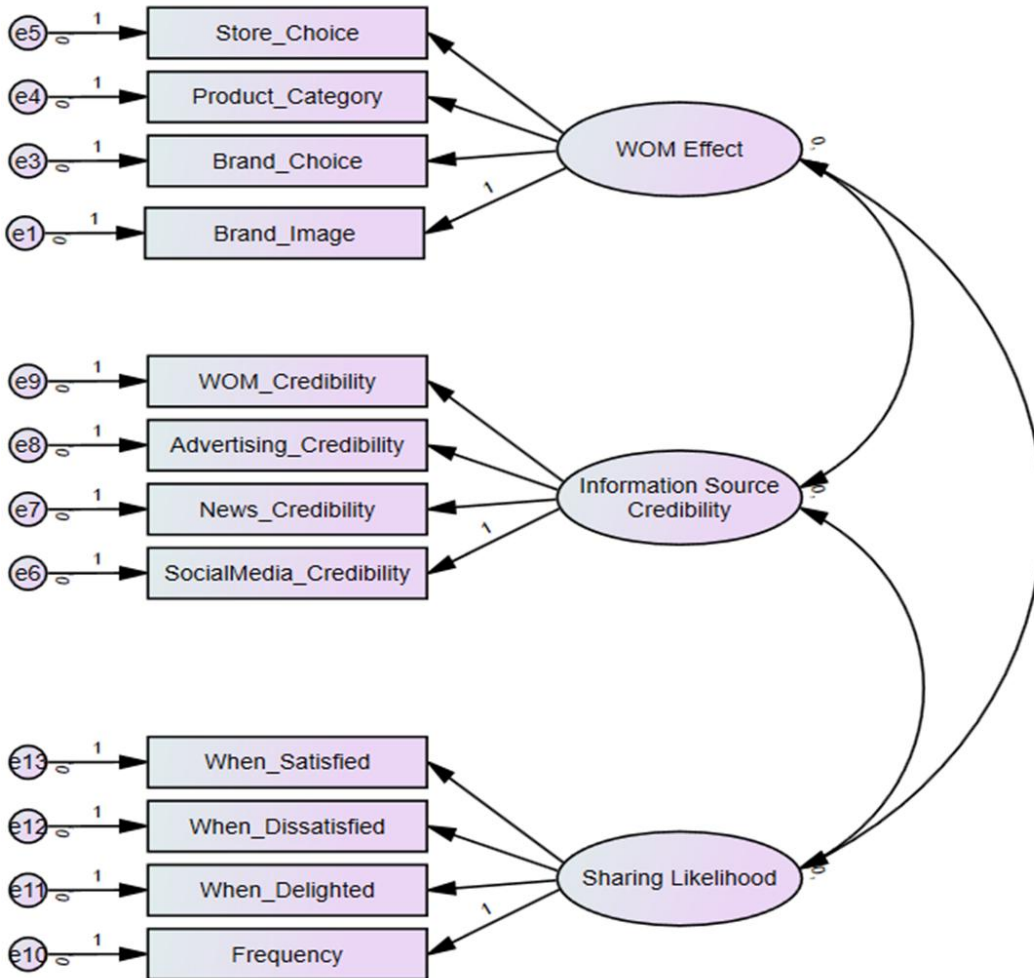 e5
1
0,
Store_Choice
e4
1
0,
Product_Category
e3
1
0,
Brand_Choice
e1
1
0,
Brand_Image
1
WOM Effect
0,
e9
1
0,
WOM_Credibility
e8
1
0,
Advertising_Credibility
e7
1
0,
News_Credibility
e6
1
0,
SocialMedia_Credibility
1
Information Source
Credibility
0,
e13
1
0,
When_Satisfied
e12
1
0,
When_Dissatisfied
e11
1
0,
When_Delighted
e10
1
0,
Frequency
1
Sharing Likelihood
0,